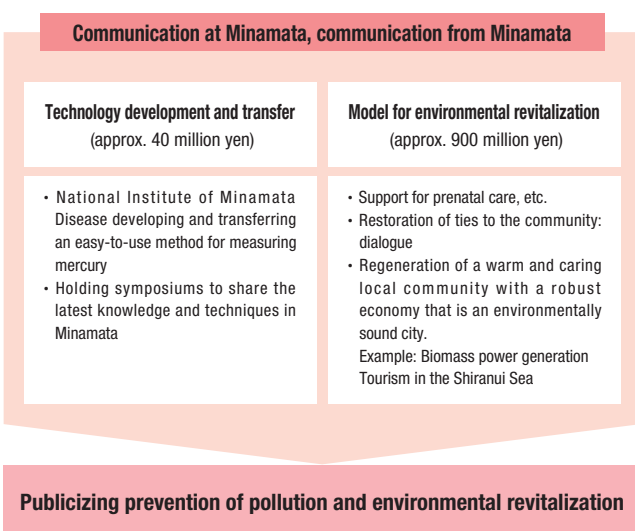 Communication at Minamata, communication from Minamata
Technology development and transfer
(approx. 40 million yen)
• National Institute of Minamata
Disease developing and transferring
an easy-to-use method for measuring
mercury
• Holding symposiums to share the
latest knowledge and techniques in
Minamata
Model for environmental revitalization
(approx. 900 million yen)
• Support for prenatal care, etc.
• Restoration of ties to the community:
dialogue
• Regeneration of a warm and caring
local community with a robust
economy that is an environmentally
sound city.
Example: Biomass power generation
Tourism in the Shiranui Sea
Publicizing prevention of pollution and environmental revitalization